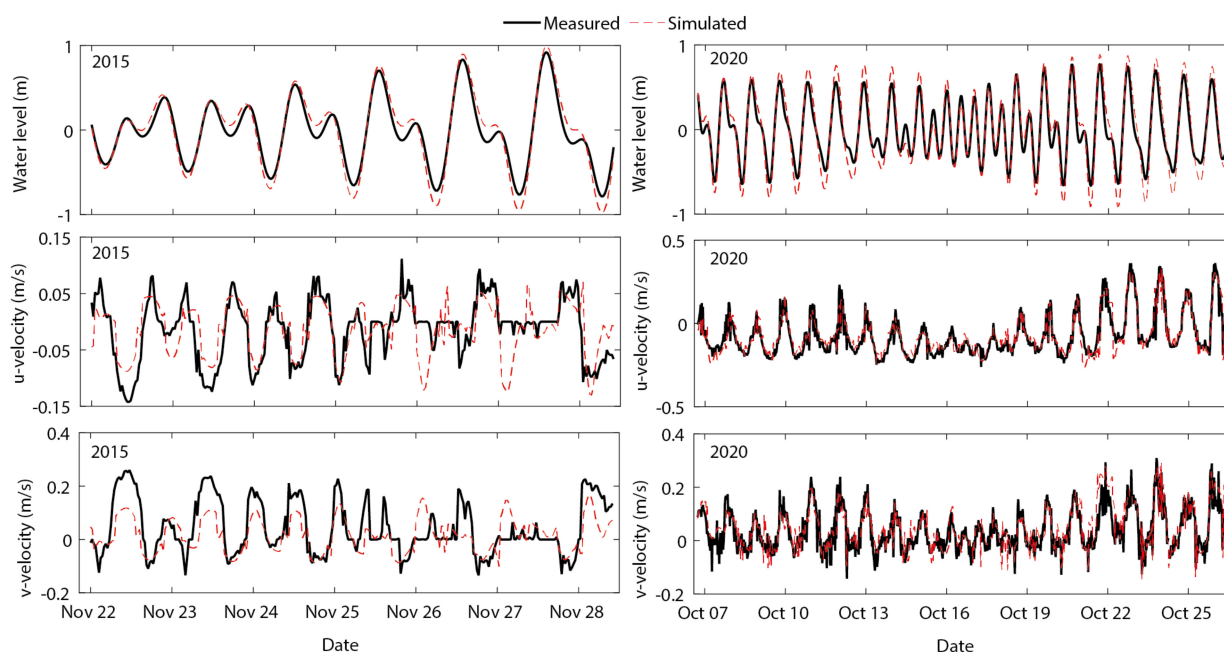 Measured Simulated
2015
Water level (m)
1
0
-1
2020
Water level (m)
1
0
-1
2015
u-velocity (m/s)
0.15
0.05
-0.05
-0.15
2020
u-velocity (m/s)
0.5
0
-0.5
2015
v-velocity (m/s)
0.4
0.2
0
-0.2
Nov 22 Nov 23 Nov 24 Nov 25 Nov 26 Nov 27 Nov 28
Date
2020
v-velocity (m/s)
0.4
0.2
0
-0.2
Oct 07 Oct 10 Oct 13 Oct 16 Oct 19 Oct 22 Oct 25
Date